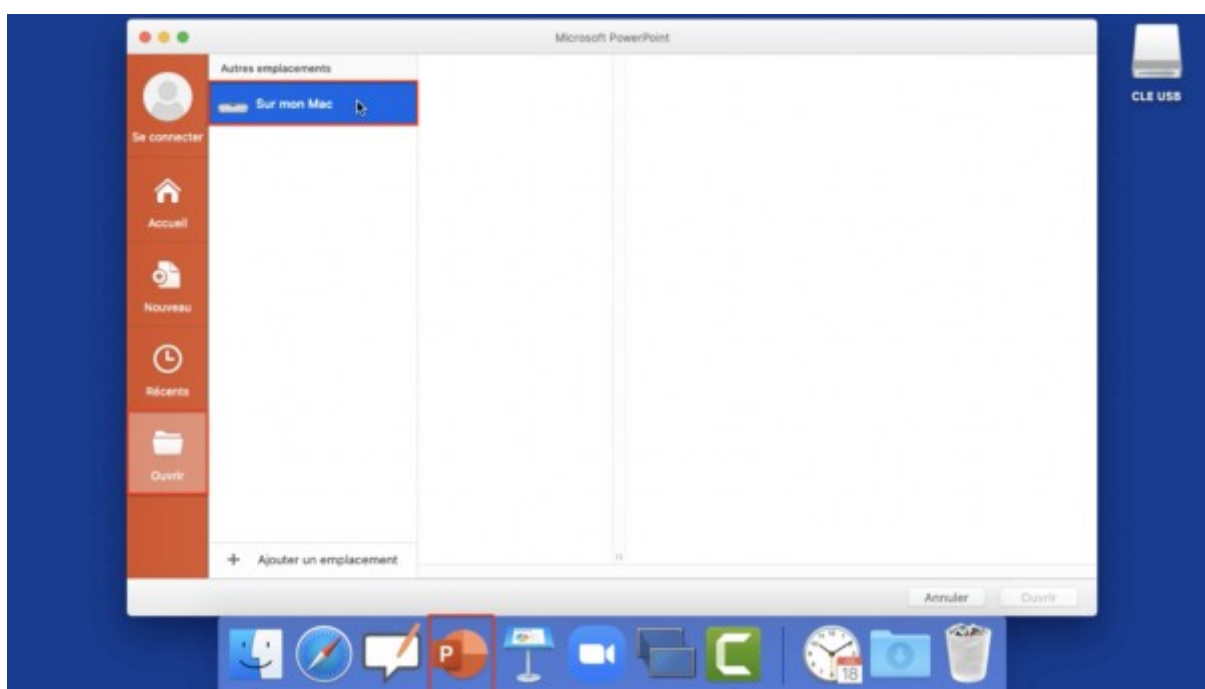 Microsoft PowerPoint
Autres emplacements
Sur mon Mac
CLE USB
Se connecter
Accueil
Nouveau
Récents
Ouvrir
+ Ajouter un emplacement
Annuler Ouvrir
P
18